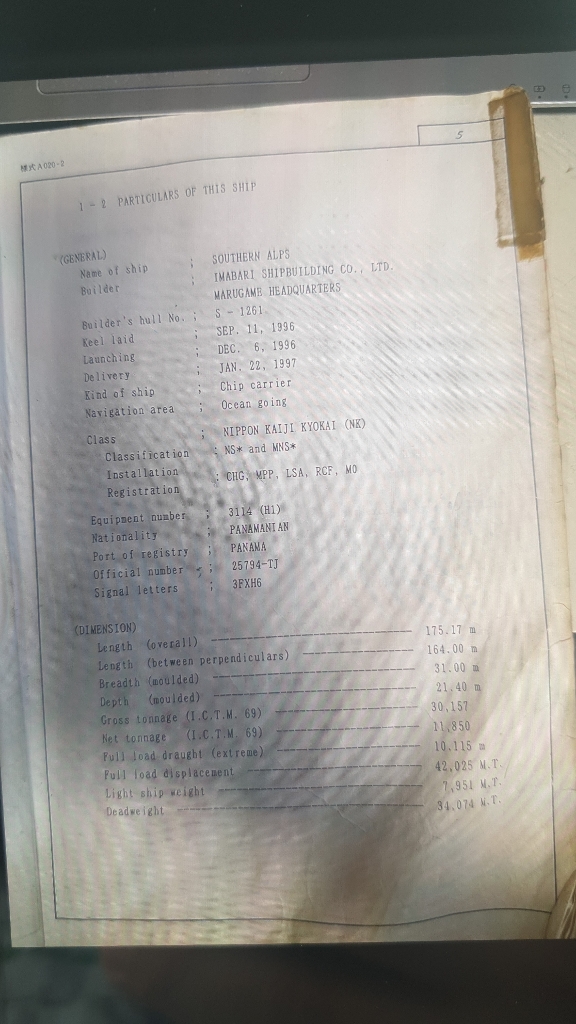 様式A020-2
5
1 - 2 PARTICULARS OF THIS SHIP
(GENERAL)
Name of ship ; SOUTHERN ALPS
Builder ; IMABARI SHIPBUILDING CO., LTD.
MARUGAME HEADQUARTERS
Builder's hull No. ; S - 1261
Keel laid ; SEP. 11, 1996
Launching ; DEC. 6, 1996
Delivery ; JAN. 22, 1997
Kind of ship ; Chip carrier
Navigation area ; Ocean going
Class ; NIPPON KAIJI KYOKAI (NK)
Classification : NS* and MNS*
Installation : CHG, MPP, LSA, RCF, M0
Registration
Equipment number ; 3114 (H1)
Nationality ; PANAMANIAN
Port of registry ; PANAMA
Official number ; 25794-TJ
Signal letters ; 3FXH6
(DIMENSION)
Length (overall) 175.17 m
Length (between perpendiculars) 164.00 m
Breadth (moulded) 31.00 m
Depth (moulded) 21.40 m
Gross tonnage (I.C.T.M. 69) 30,157
Net tonnage (I.C.T.M. 69) 11,850
Full load draught (extreme) 10.115 m
Full load displacement 42,025 M.T.
Light ship weight 7,951 M.T.
Deadweight 34,074 M.T.